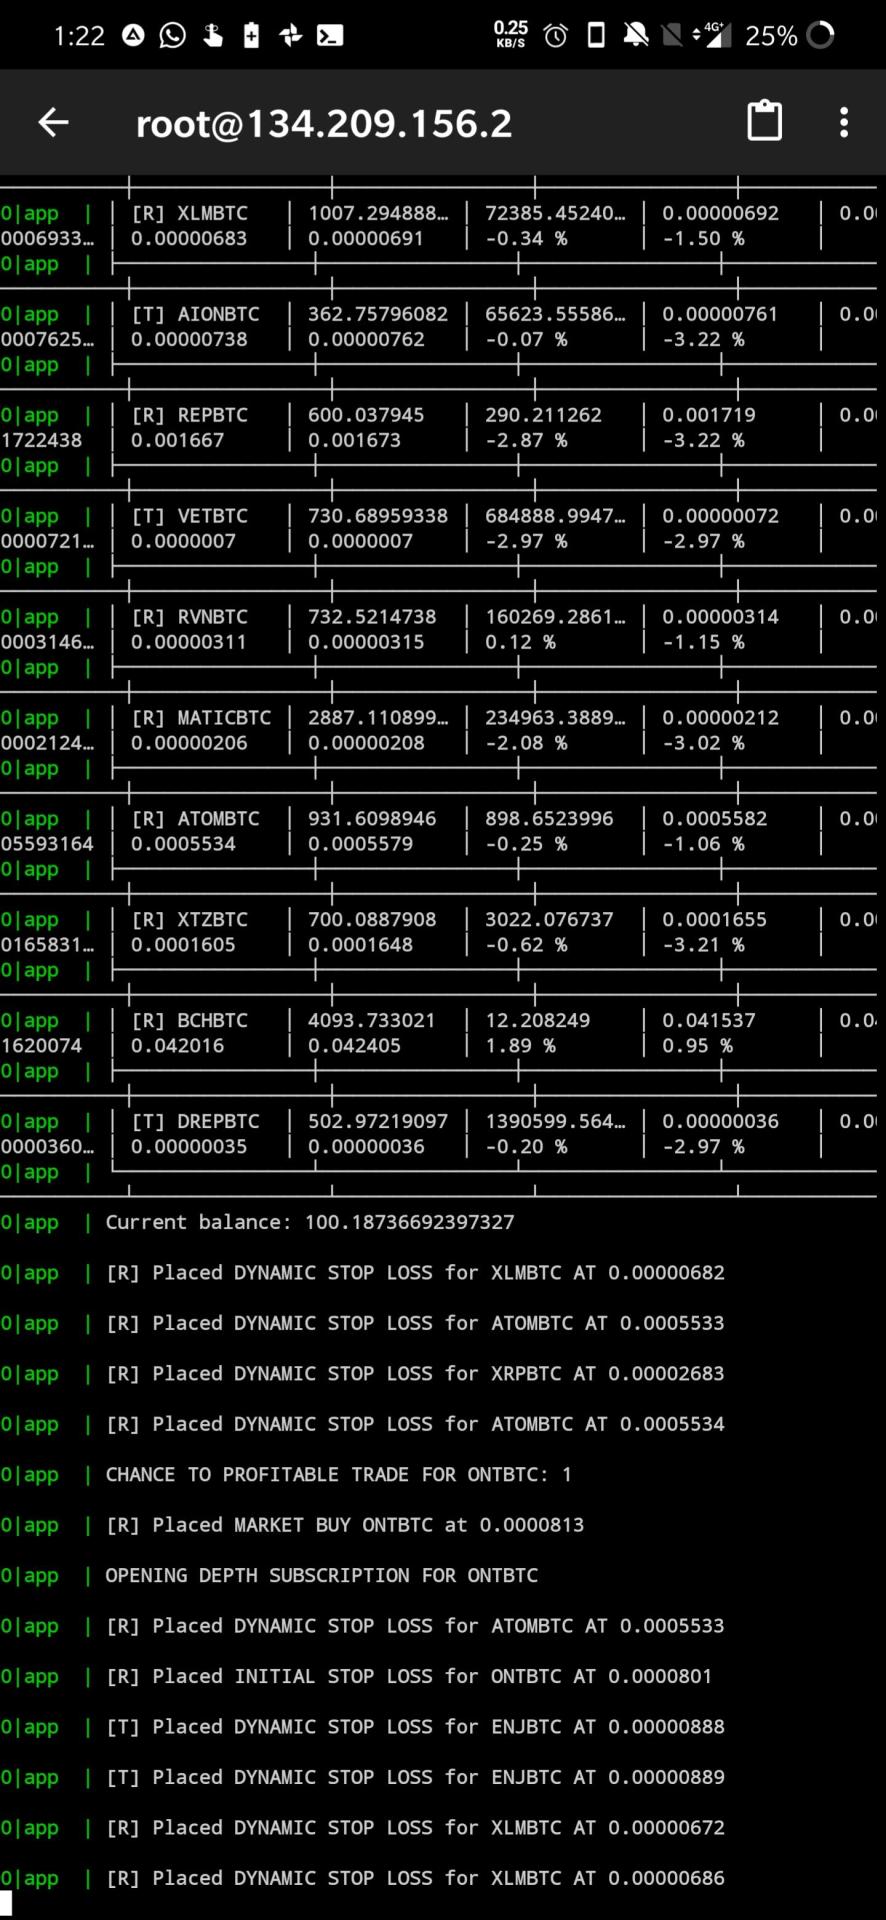 1:22 0.25 KB/S 4G+ 25%
root@134.209.156.2
0|app | | [R] XLMBTC | 1007.294888… | 72385.45240… | 0.00000692 | 0.0
0006933… | 0.00000683 | 0.00000691 | -0.34 % | -1.50 % |
0|app |
0|app | | [T] AIONBTC | 362.75796082 | 65623.55586… | 0.00000761 | 0.0
0007625… | 0.00000738 | 0.00000762 | -0.07 % | -3.22 % |
0|app |
0|app | | [R] REPBTC | 600.037945 | 290.211262 | 0.001719 | 0.0
1722438 | 0.001667 | 0.001673 | -2.87 % | -3.22 % |
0|app |
0|app | | [T] VETBTC | 730.68959338 | 684888.9947… | 0.00000072 | 0.0
0000721… | 0.0000007 | 0.0000007 | -2.97 % | -2.97 % |
0|app |
0|app | | [R] RVNBTC | 732.5214738 | 160269.2861… | 0.00000314 | 0.0
0003146… | 0.00000311 | 0.00000315 | 0.12 % | -1.15 % |
0|app |
0|app | | [R] MATICBTC | 2887.110899… | 234963.3889… | 0.00000212 | 0.0
0002124… | 0.00000206 | 0.00000208 | -2.08 % | -3.02 % |
0|app |
0|app | | [R] ATOMBTC | 931.6098946 | 898.6523996 | 0.0005582 | 0.0
05593164 | 0.0005534 | 0.0005579 | -0.25 % | -1.06 % |
0|app |
0|app | | [R] XTZBTC | 700.0887908 | 3022.076737 | 0.0001655 | 0.0
0165831… | 0.0001605 | 0.0001648 | -0.62 % | -3.21 % |
0|app |
0|app | | [R] BCHBTC | 4093.733021 | 12.208249 | 0.041537 | 0.0
1620074 | 0.042016 | 0.042405 | 1.89 % | 0.95 % |
0|app |
0|app | | [T] DREPBTC | 502.97219097 | 1390599.564… | 0.00000036 | 0.0
0000360… | 0.00000035 | 0.00000036 | -0.20 % | -2.97 % |
0|app |
0|app | Current balance: 100.18736692397327
0|app | [R] Placed DYNAMIC STOP LOSS for XLMBTC AT 0.00000682
0|app | [R] Placed DYNAMIC STOP LOSS for ATOMBTC AT 0.0005533
0|app | [R] Placed DYNAMIC STOP LOSS for XRPBTC AT 0.00002683
0|app | [R] Placed DYNAMIC STOP LOSS for ATOMBTC AT 0.0005534
0|app | CHANCE TO PROFITABLE TRADE FOR ONTBTC: 1
0|app | [R] Placed MARKET BUY ONTBTC at 0.0000813
0|app | OPENING DEPTH SUBSCRIPTION FOR ONTBTC
0|app | [R] Placed DYNAMIC STOP LOSS for ATOMBTC AT 0.0005533
0|app | [R] Placed INITIAL STOP LOSS for ONTBTC AT 0.0000801
0|app | [T] Placed DYNAMIC STOP LOSS for ENJBTC AT 0.00000888
0|app | [T] Placed DYNAMIC STOP LOSS for ENJBTC AT 0.00000889
0|app | [R] Placed DYNAMIC STOP LOSS for XLMBTC AT 0.00000672
0|app | [R] Placed DYNAMIC STOP LOSS for XLMBTC AT 0.00000686